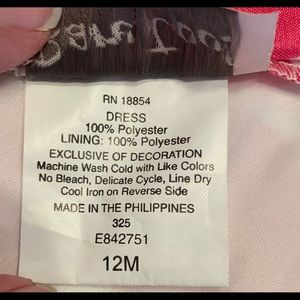 RN 18854
DRESS
100% Polyester
LINING: 100% Polyester
EXCLUSIVE OF DECORATION
Machine Wash Cold with Like Colors
No Bleach, Delicate Cycle, Line Dry
Cool Iron on Reverse Side
MADE IN THE PHILIPPINES
325
E842751
12M